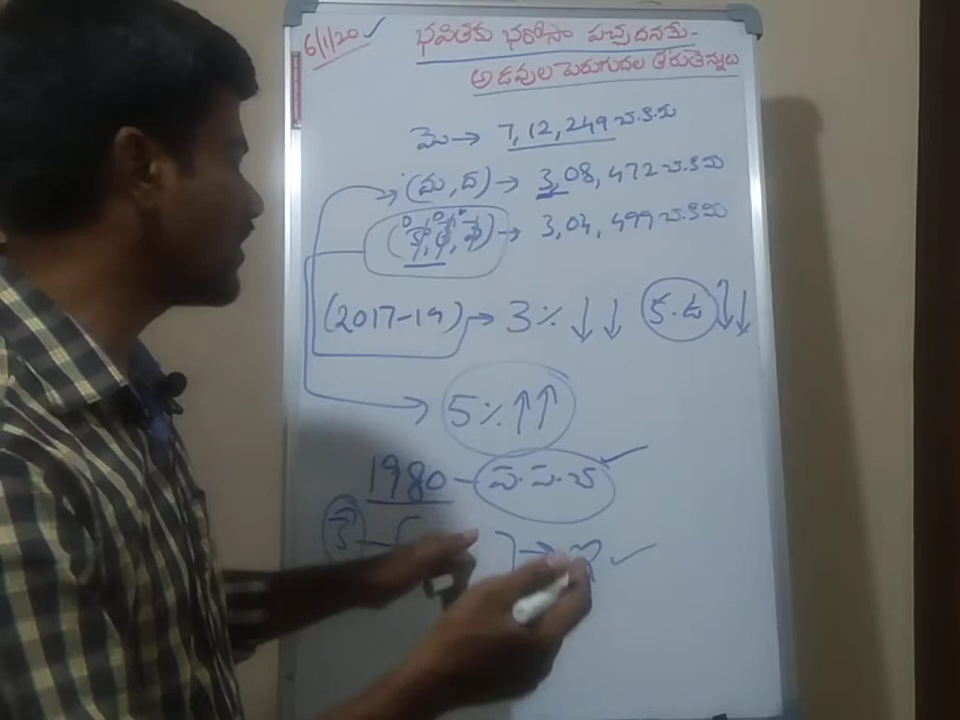 6/1/20 భవితకు భరోసా పచ్చదనమే-
అడవుల పెరుగుదల తీరుతెన్నులు
మొ→ 7,12,249 చ.కి.మీ
(మ,ద)→ 3,08,472 చ.కి.మీ
→ 3,04,499 చ.కి.మీ
(2017-19)→ 3% ↓↓ క.డ ↓↓
5% ↑↑
1980 - ప.ప.చ